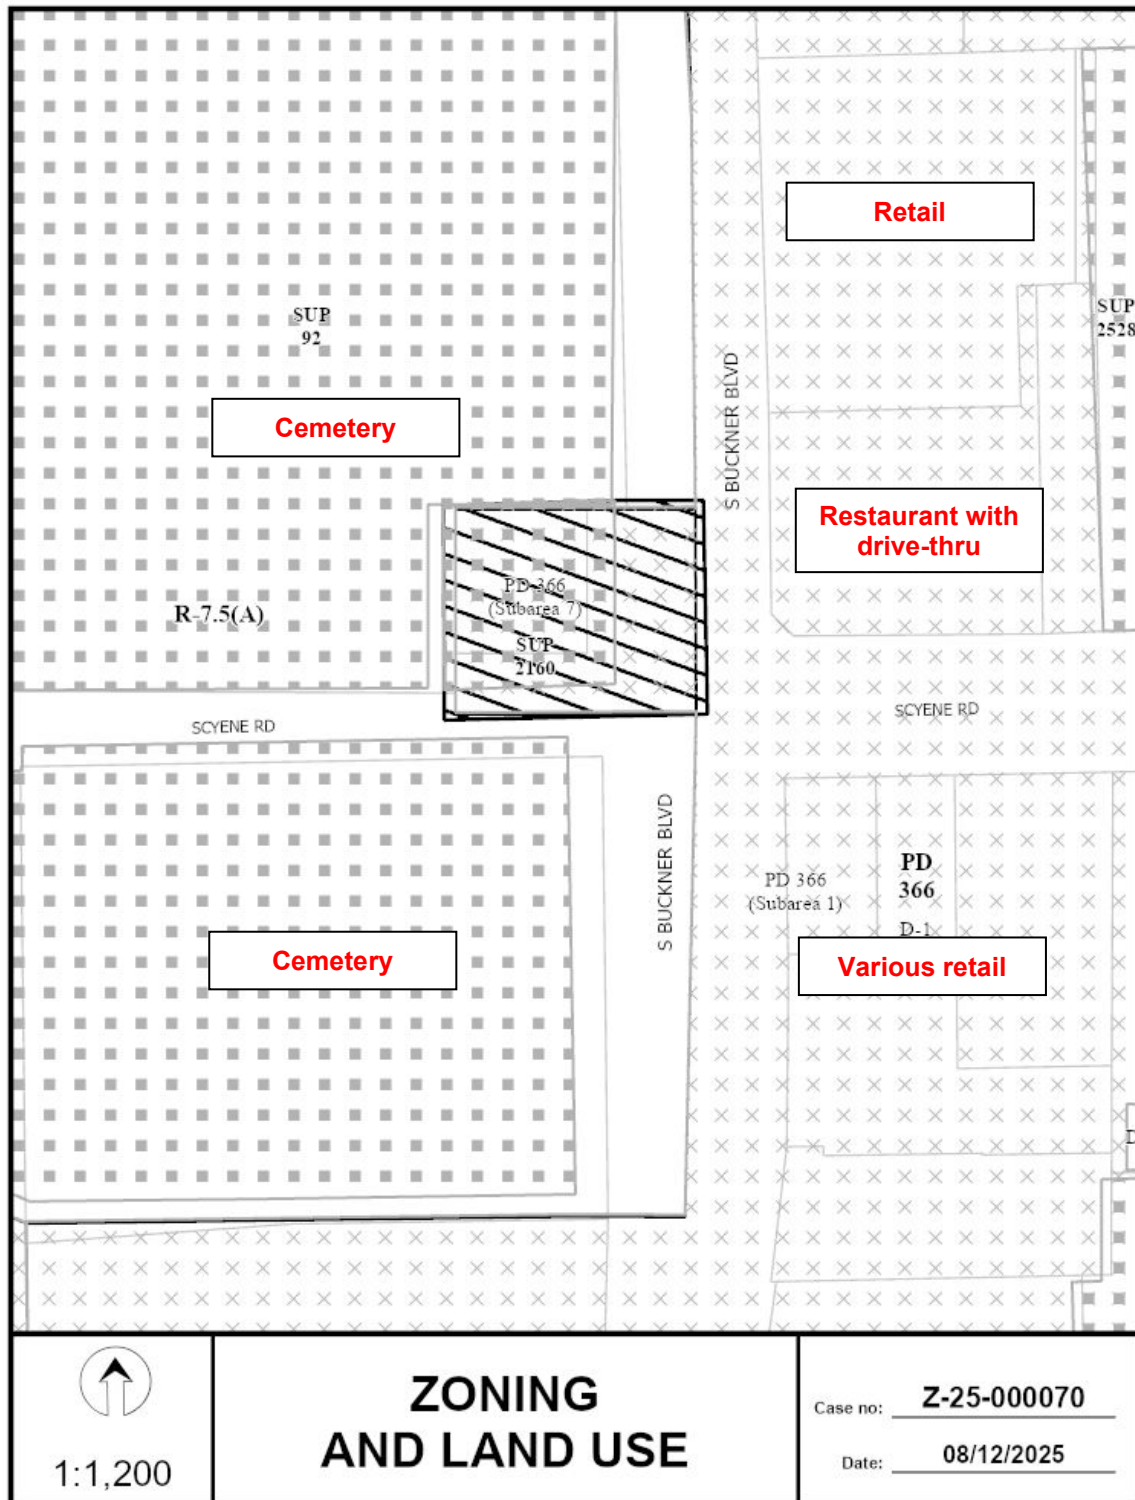 Retail
SUP
92
SUP
2528
Cemetery
S BUCKNER BLVD
Restaurant with
drive-thru
PD 366
(Subarea 7)
R-7.5(A)
SUP
2160
SCYENE RD
SCYENE RD
S BUCKNER BLVD
PD 366
(Subarea 1)
PD
366
D-1
Cemetery
Various retail
D
1:1,200
ZONING
AND LAND USE
Case no: Z-25-000070
Date: 08/12/2025